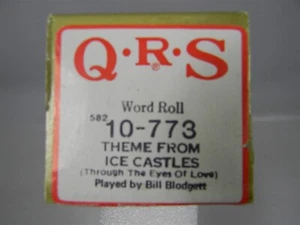 Q·R·S
Word Roll
582
10-773
THEME FROM
ICE CASTLES
(Through The Eyes Of Love)
Played by Bill Blodgett